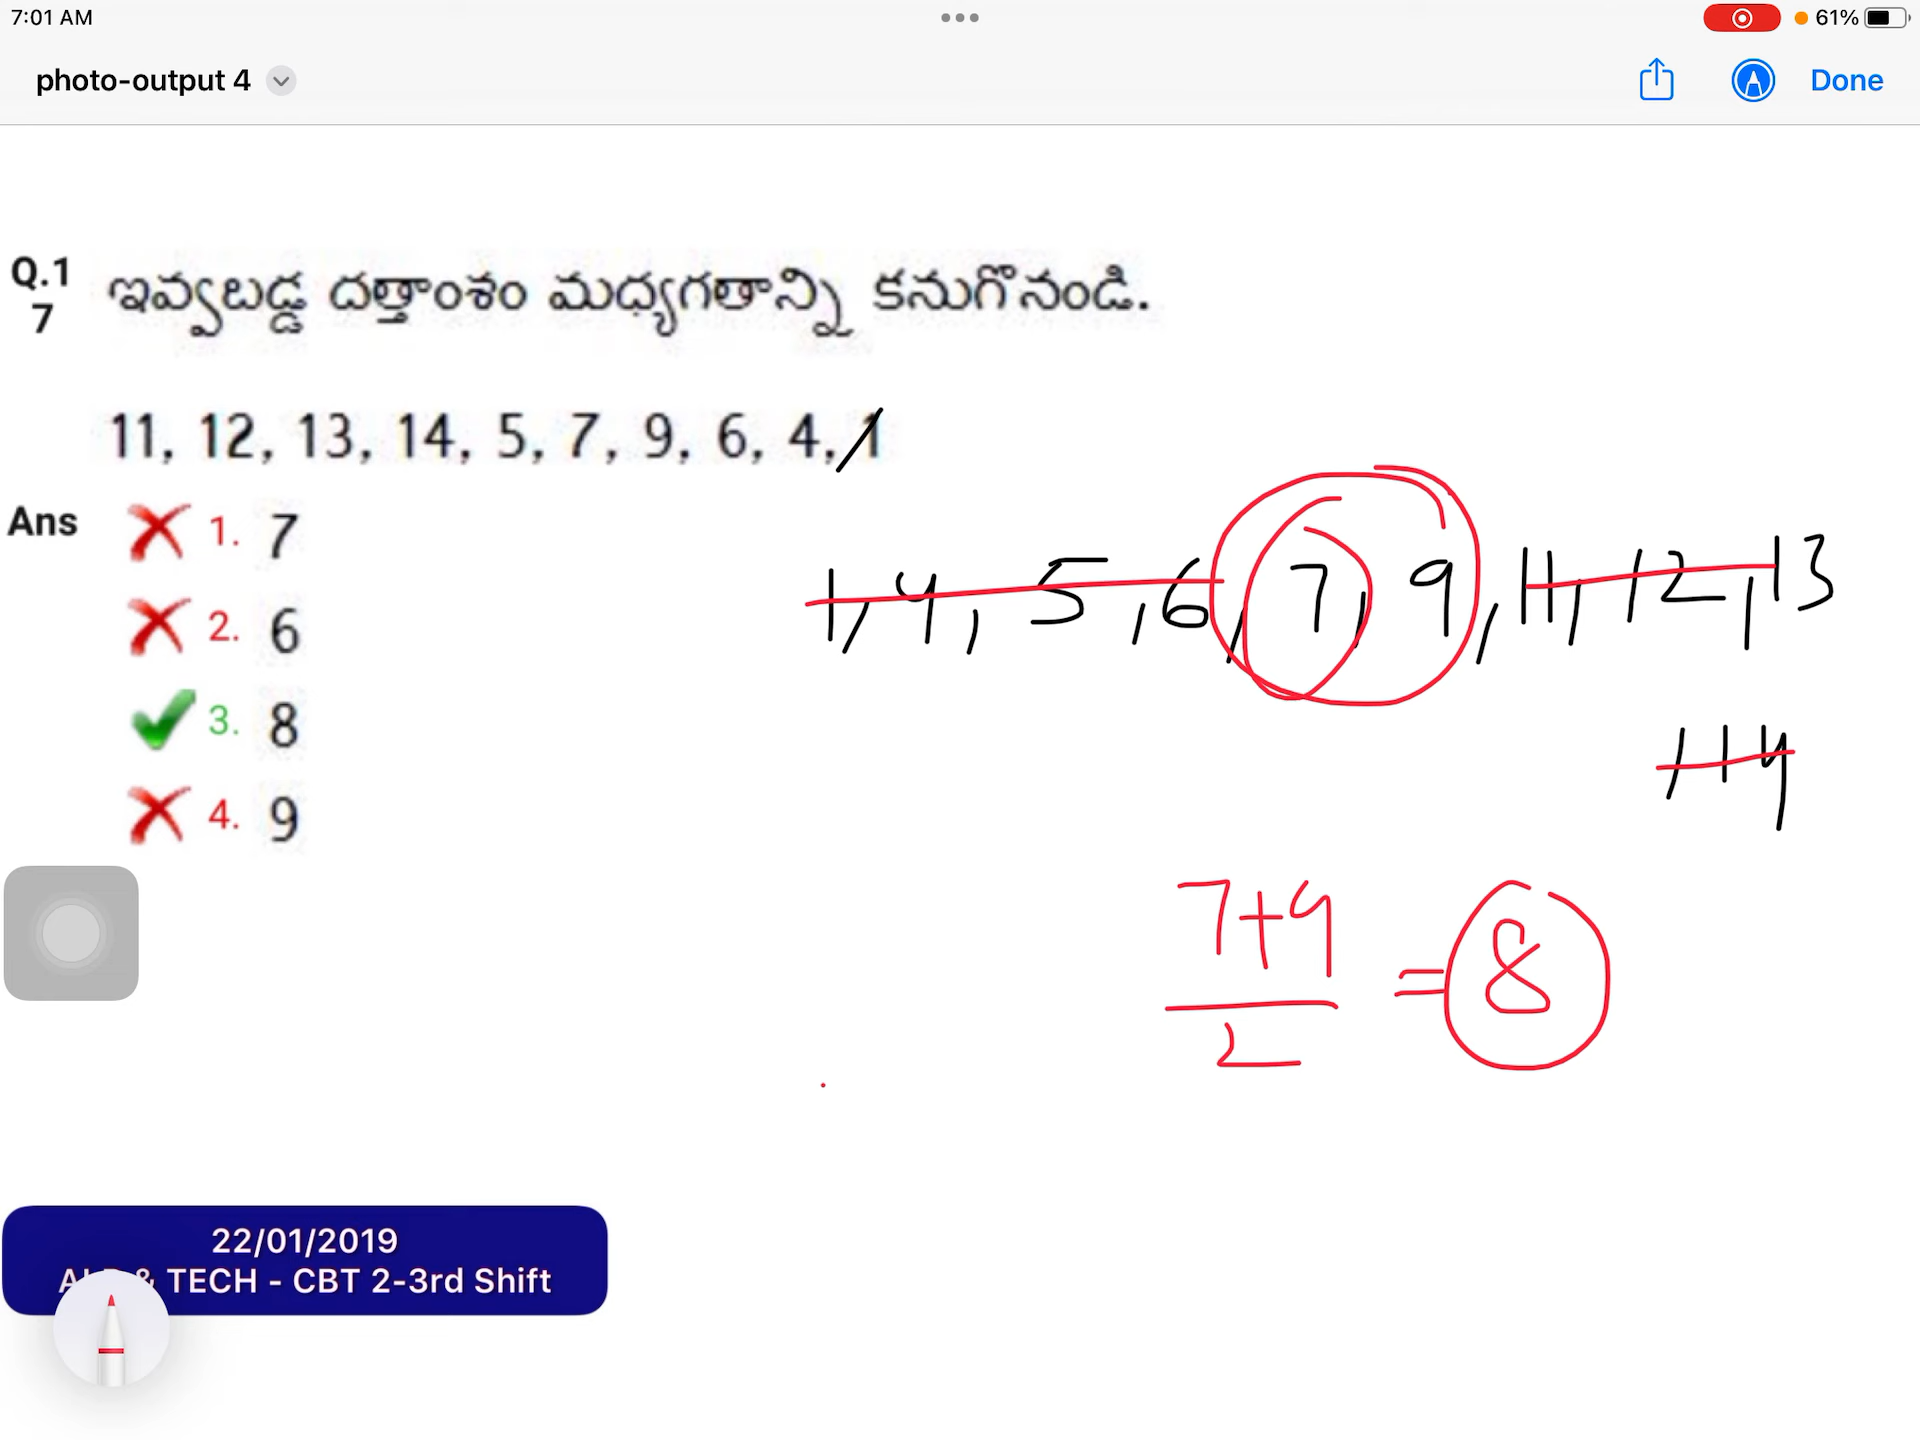 7:01 AM
61%
photo-output 4
Done
Q.17 ఇవ్వబడ్డ దత్తాంశం మధ్యగతాన్ని కనుగొనండి.
11, 12, 13, 14, 5, 7, 9, 6, 4, 1
Ans
1. 7
2. 6
3. 8
4. 9
1, 4, 5, 6, 7, 9, 11, 12, 13
, 14
7+9
2
= 8
22/01/2019
& TECH - CBT 2-3rd Shift